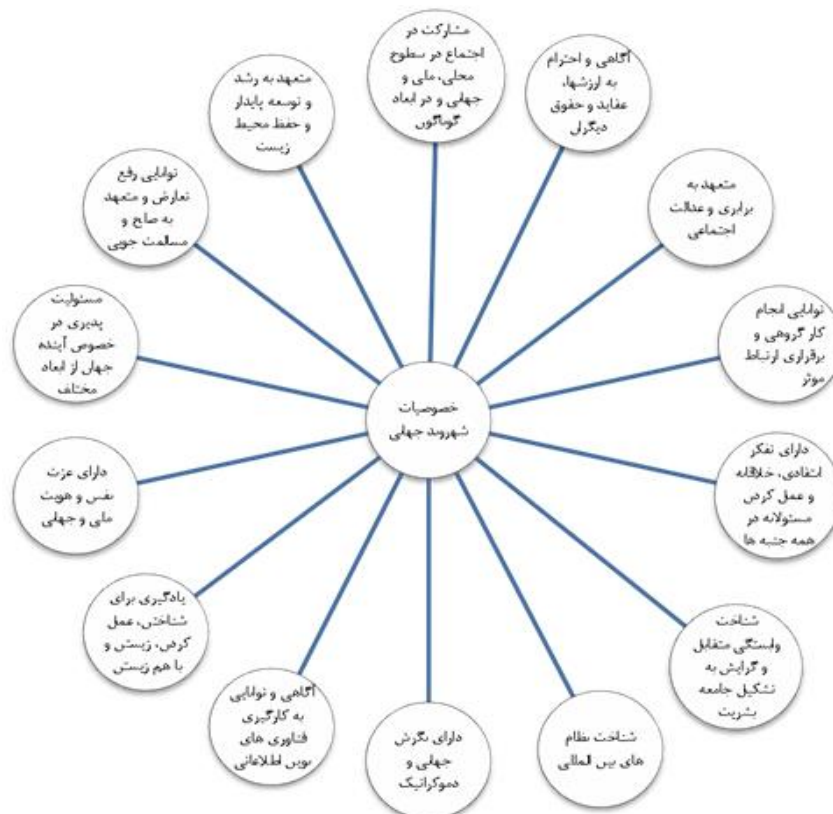 مشارکت در
اجتماع در سطوح
محلی، ملی و
جهانی و در ابعاد
گوناگون
آگاهی و احترام
به ارزشها،
عقاید و حقوق
دیگران
متعهد به
برابری و عدالت
اجتماعی
توانایی انجام
کار گروهی و
برقراری ارتباط
موثر
دارای تفکر
انتقادی، خلاقانه
و عمل کردن
مسئولانه در
همه جنبه ها
شناخت
وابستگی متقابل
و گرایش به
تشکیل جامعه
بشریت
شناخت نظام
های بین المللی
دارای نگرش
جهانی و
دموکراتیک
آگاهی و توانایی
به کارگیری
فناوری های
نوین اطلاعاتی
یادگیری برای
شناختن، عمل
کردن، زیستن و
با هم زیستن
دارای عزت
نفس و هویت
ملی و جهانی
مسئولیت
پذیری در
خصوص آینده
جهان از ابعاد
مختلف
توانایی رفع
تعارض و متعهد
به صلح و
مسالمت جویی
متعهد به رشد
و توسعه پایدار
و حفظ محیط
زیست
خصوصیات
شهروند جهانی